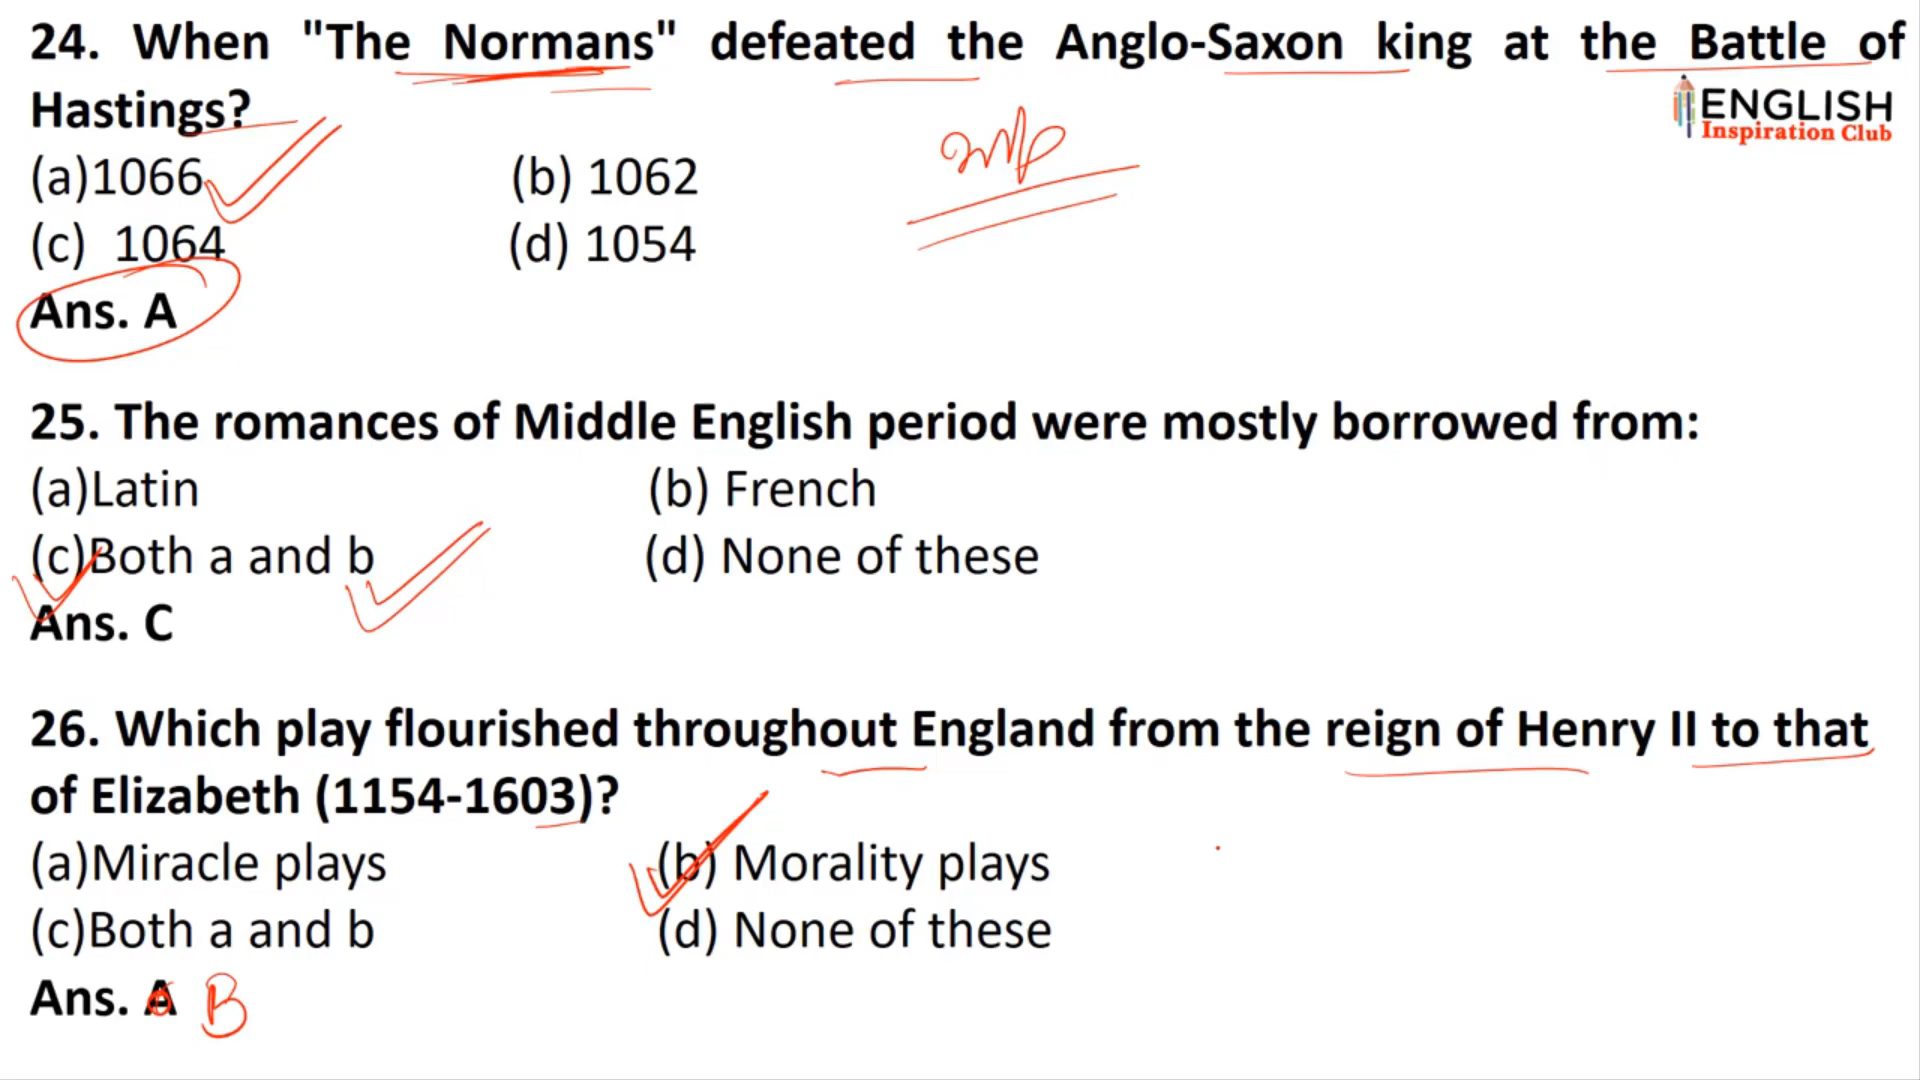 24. When "The Normans" defeated the Anglo-Saxon king at the Battle of
Hastings?
ENGLISH
Inspiration Club
(a)1066
(b) 1062
Imp
(c) 1064
(d) 1054
Ans. A
25. The romances of Middle English period were mostly borrowed from:
(a)Latin
(b) French
(c)Both a and b
(d) None of these
Ans. C
26. Which play flourished throughout England from the reign of Henry II to that
of Elizabeth (1154-1603)?
(a)Miracle plays
(b) Morality plays
(c)Both a and b
(d) None of these
Ans. A B